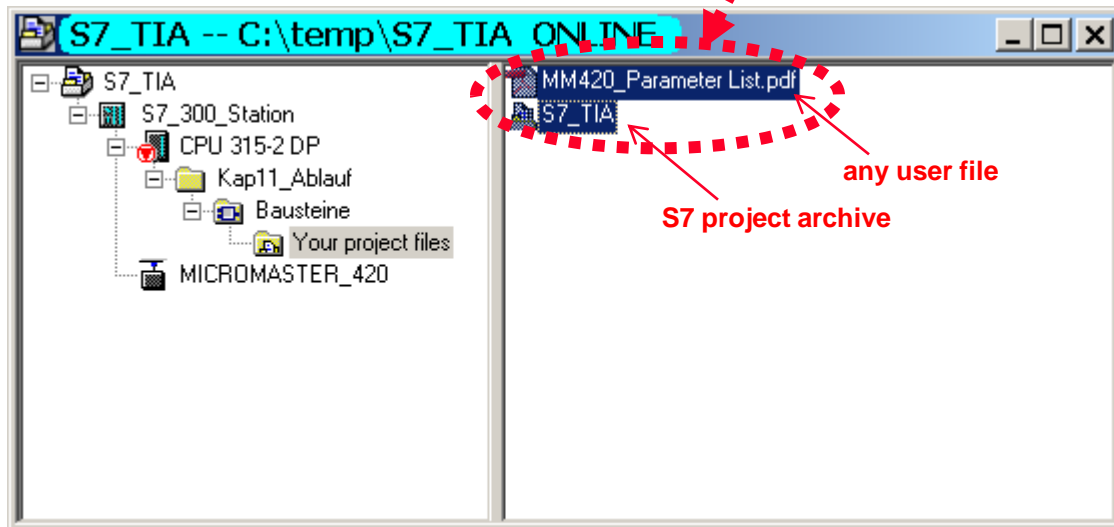 S7_TIA -- C:\temp\S7_TIA ONLINE
S7_TIA
S7_300_Station
CPU 315-2 DP
Kap11_Ablauf
Bausteine
Your project files
MICROMASTER_420
MM420_Parameter List.pdf
S7_TIA
any user file
S7 project archive